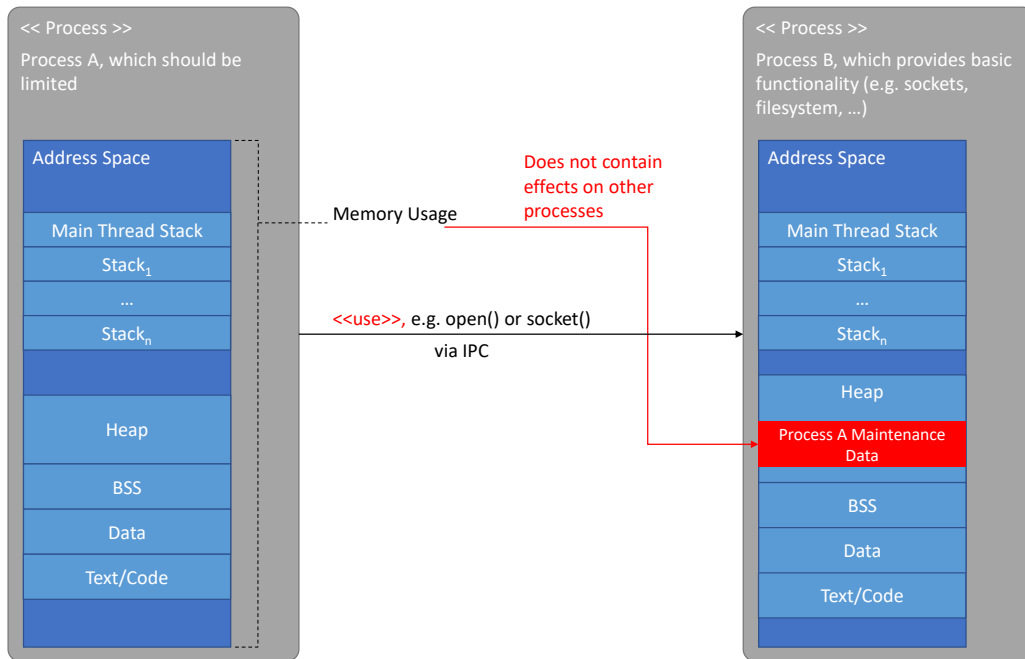 << Process >>
Process A, which should be
limited
Address Space
Main Thread Stack
Stack1
...
Stackn
Heap
BSS
Data
Text/Code
Memory Usage
Does not contain
effects on other
processes
<<use>>, e.g. open() or socket()
via IPC
<< Process >>
Process B, which provides basic
functionality (e.g. sockets,
filesystem, ...)
Address Space
Main Thread Stack
Stack1
...
Stackn
Heap
Process A Maintenance
Data
BSS
Data
Text/Code